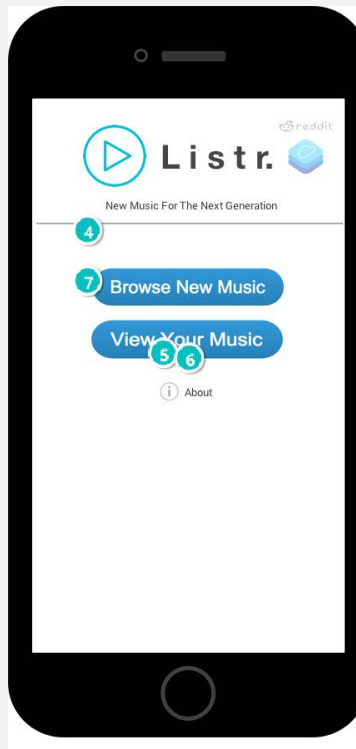 reddit
Listr.
New Music For The Next Generation
4
7
Browse New Music
View Your Music
5 6
i About